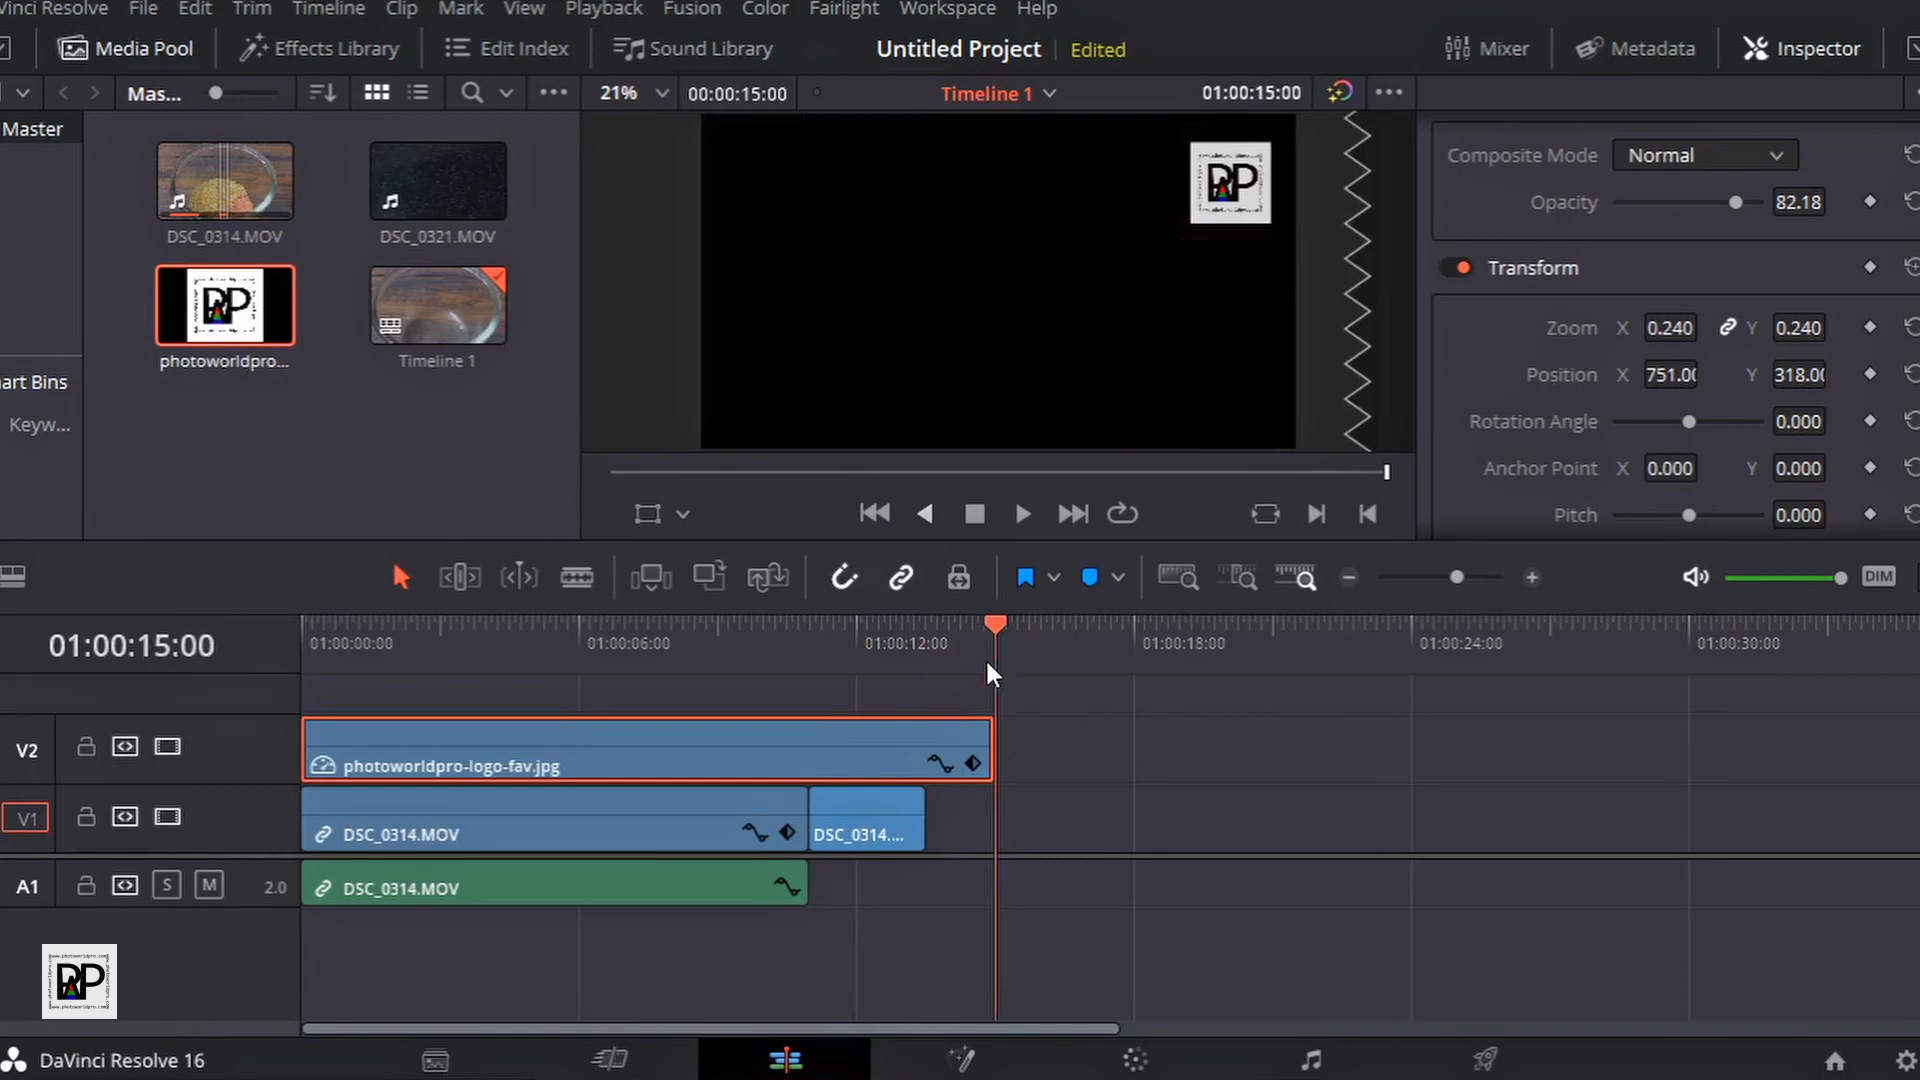 Vinci Resolve File Edit Trim Timeline Clip Mark View Playback Fusion Color Fairlight Workspace Help
Media Pool Effects Library Edit Index Sound Library Untitled Project Edited Mixer Metadata Inspector
Mas... 21% 00:00:15:00 Timeline 1 01:00:15:00
Master
DSC_0314.MOV DSC_0321.MOV
photoworldpro... Timeline 1
art Bins
Keyw...
Composite Mode Normal
Opacity 82.18
Transform
Zoom X 0.240 Y 0.240
Position X 751.00 Y 318.00
Rotation Angle 0.000
Anchor Point X 0.000 Y 0.000
Pitch 0.000
DIM
01:00:15:00 01:00:00:00 01:00:06:00 01:00:12:00 01:00:18:00 01:00:24:00 01:00:30:00
V2 photoworldpro-logo-fav.jpg
V1 DSC_0314.MOV DSC_0314....
A1 S M 2.0 DSC_0314.MOV
DaVinci Resolve 16